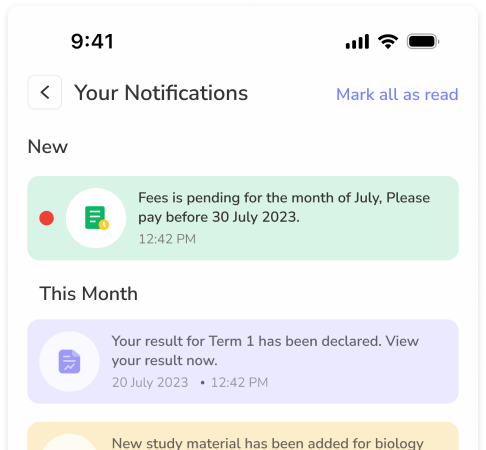 9:41
Your Notifications
Mark all as read
New
Fees is pending for the month of July, Please
pay before 30 July 2023.
12:42 PM
This Month
Your result for Term 1 has been declared. View
your result now.
20 July 2023 • 12:42 PM
New study material has been added for biology